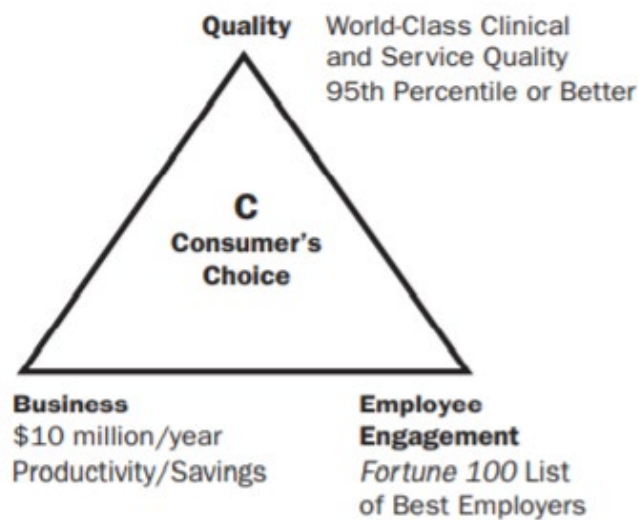 Quality World-Class Clinical
and Service Quality
95th Percentile or Better
C
Consumer's
Choice
Business
$10 million/year
Productivity/Savings
Employee
Engagement
Fortune 100 List
of Best Employers